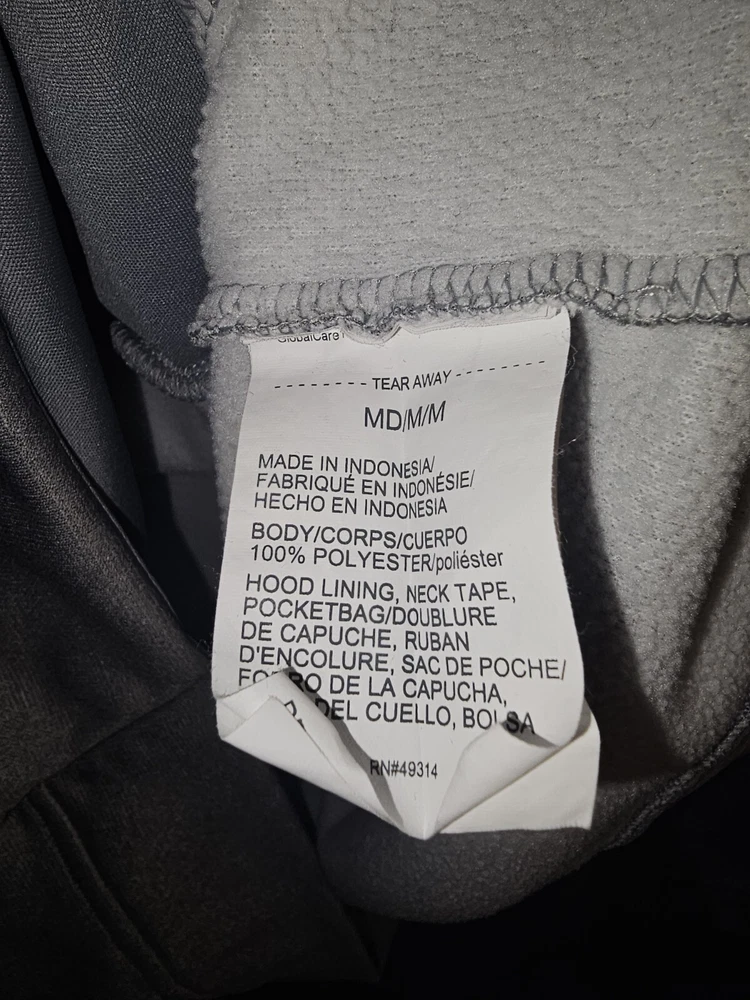 GlobalCare
TEAR AWAY
MD/M/M
MADE IN INDONESIA/
FABRIQUÉ EN INDONÉSIE/
HECHO EN INDONESIA
BODY/CORPS/CUERPO
100% POLYESTER/poliéster
HOOD LINING, NECK TAPE,
POCKETBAG/DOUBLURE
DE CAPUCHE, RUBAN
D'ENCOLURE, SAC DE POCHE/
DE LA CAPUCHA,
DEL CUELLO, BOLSA
RN#49314